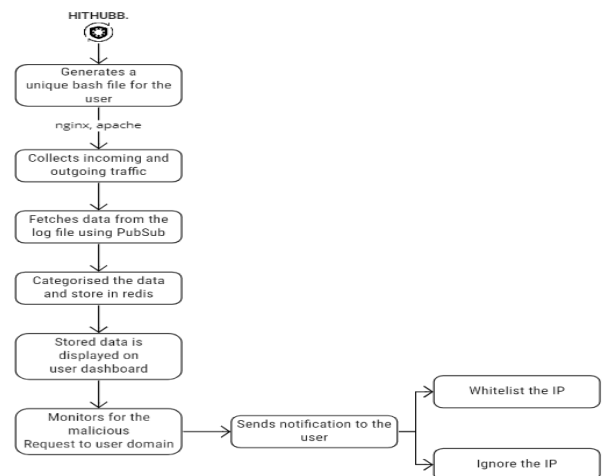 HITHUBB.
Generates a
unique bash file for the
user
nginx, apache
Collects incoming and
outgoing traffic
Fetches data from the
log file using PubSub
Categorised the data
and store in redis
Stored data is
displayed on
user dashboard
Monitors for the
malicious
Request to user domain
Sends notification to the
user
Whitelist the IP
Ignore the IP